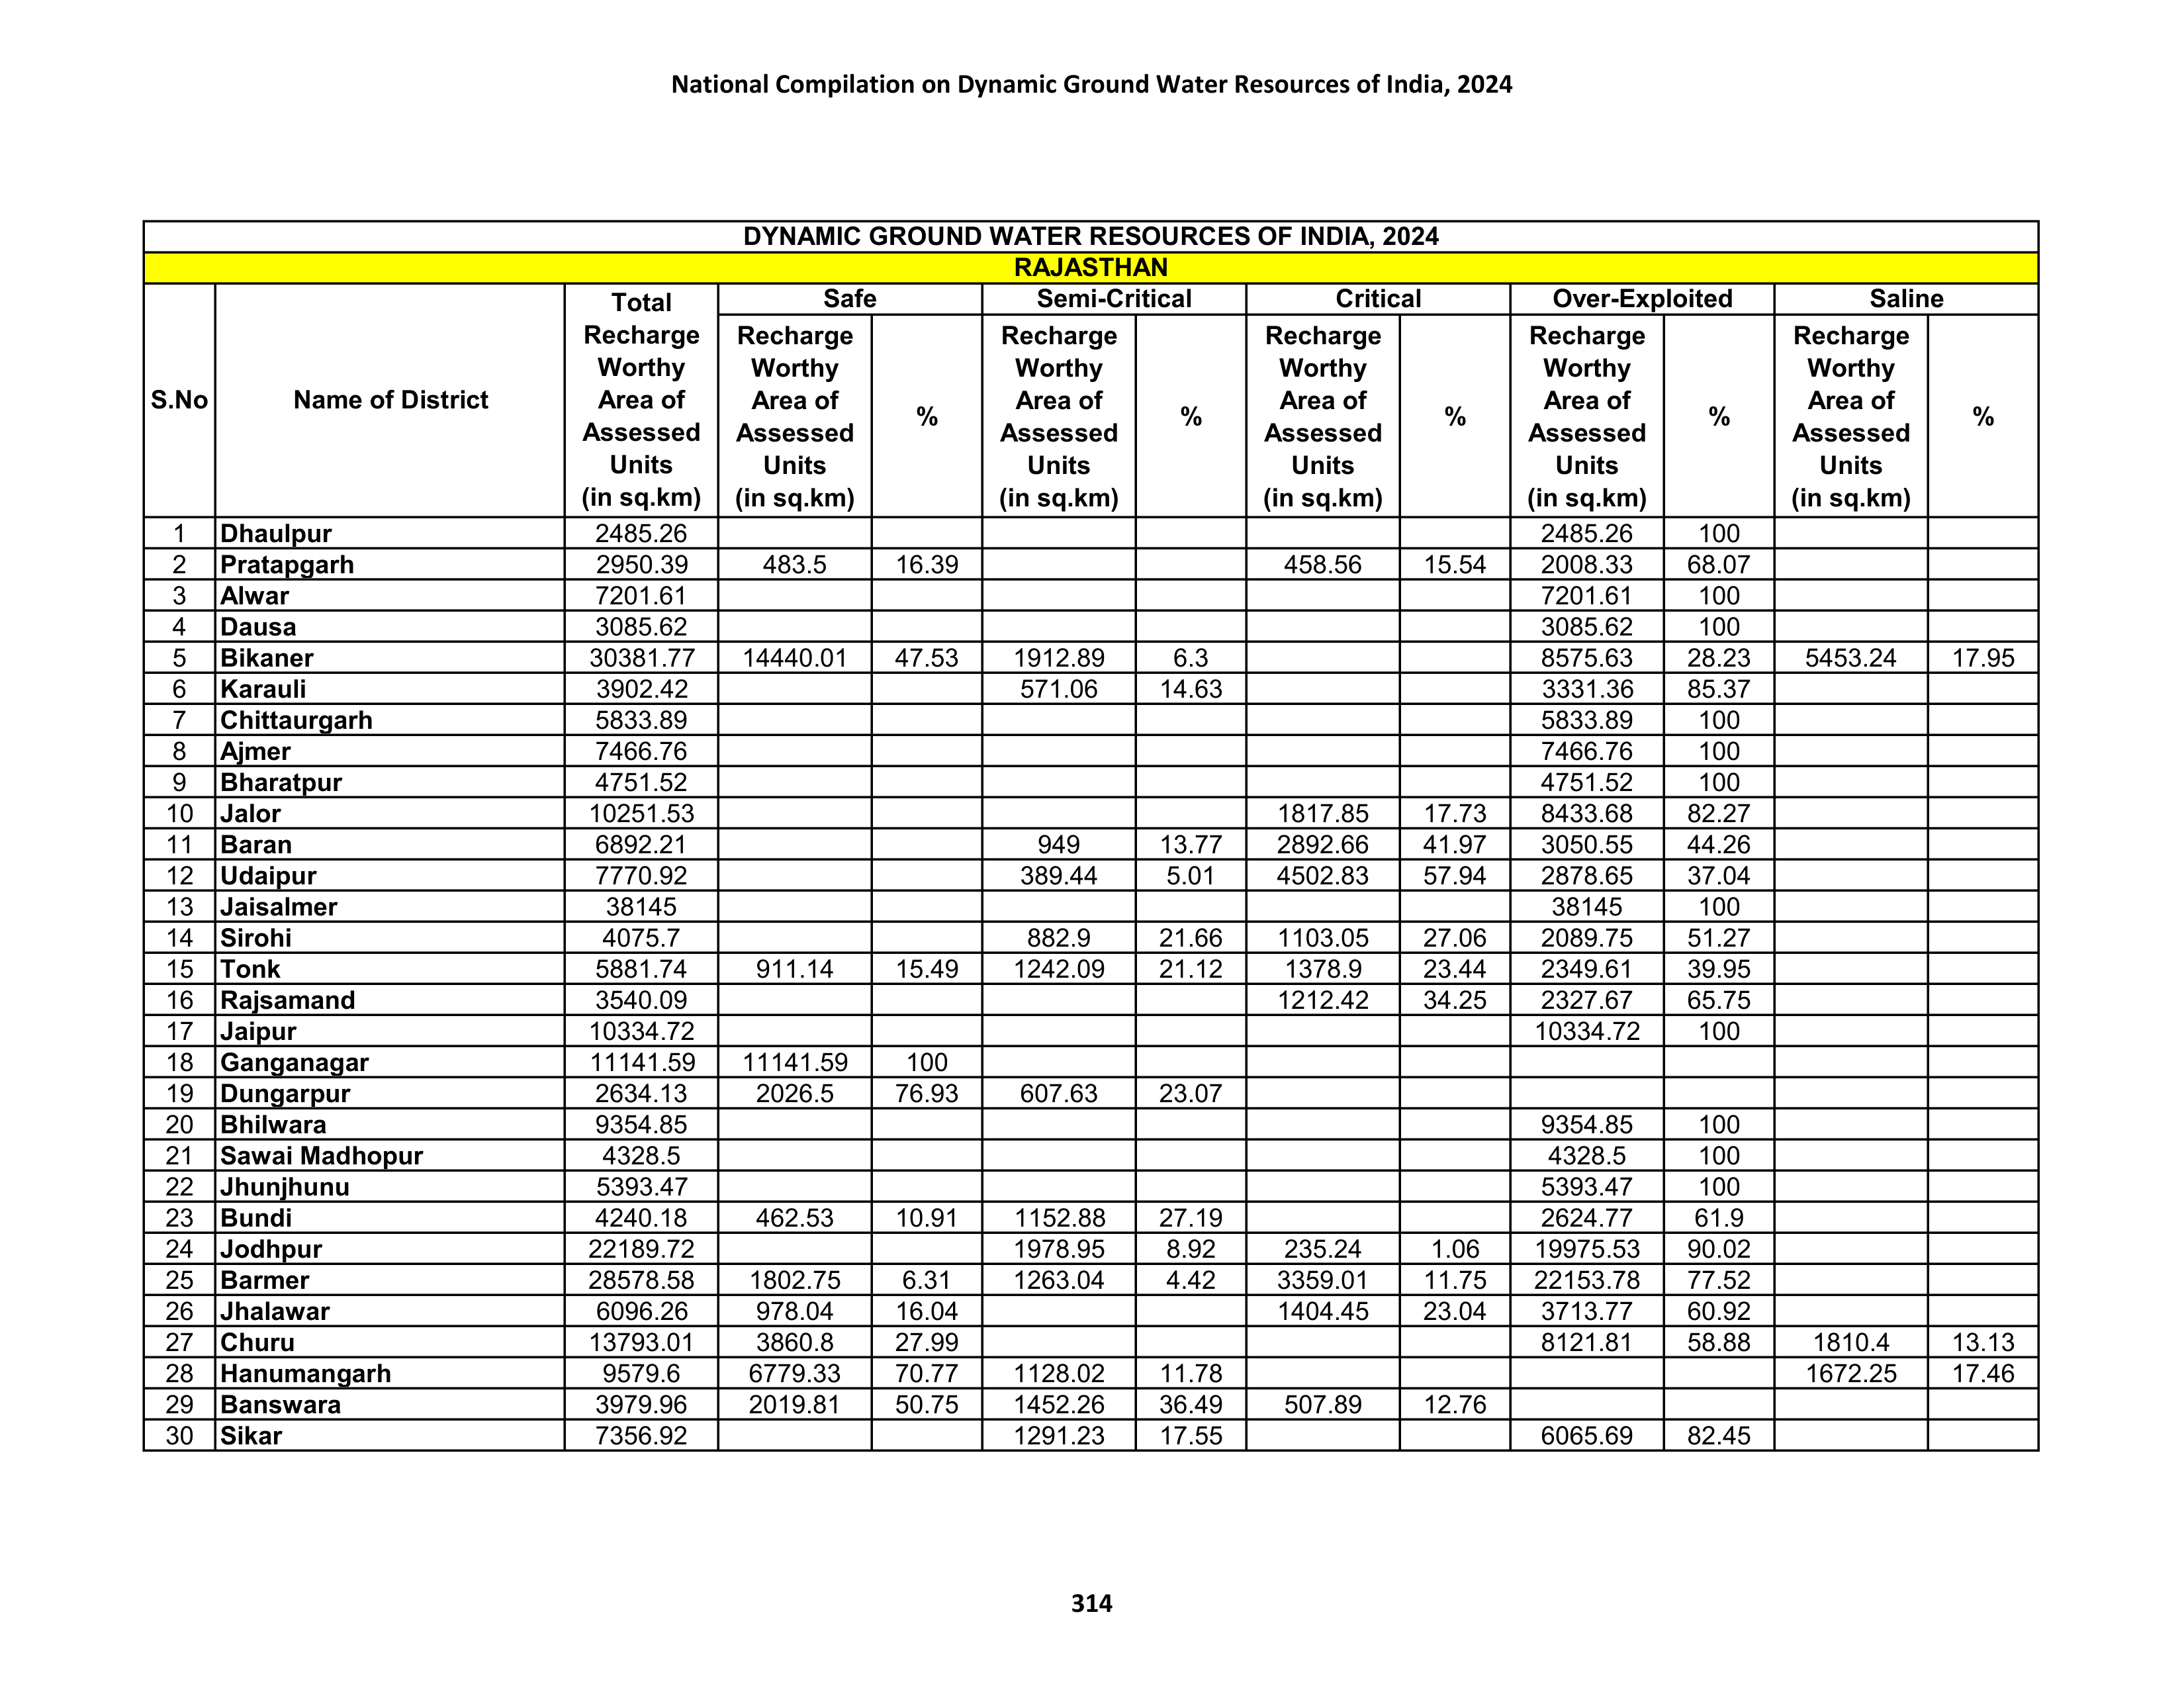 National Compilation on Dynamic Ground Water Resources of India, 2024
DYNAMIC GROUND WATER RESOURCES OF INDIA, 2024
RAJASTHAN
S.No Name of District Total Recharge Worthy Area of Assessed Units (in sq.km) Safe Semi-Critical Critical Over-Exploited Saline
Recharge Worthy Area of Assessed Units (in sq.km) % Recharge Worthy Area of Assessed Units (in sq.km) % Recharge Worthy Area of Assessed Units (in sq.km) % Recharge Worthy Area of Assessed Units (in sq.km) % Recharge Worthy Area of Assessed Units (in sq.km) %
1 Dhaulpur 2485.26 2485.26 100
2 Pratapgarh 2950.39 483.5 16.39 458.56 15.54 2008.33 68.07
3 Alwar 7201.61 7201.61 100
4 Dausa 3085.62 3085.62 100
5 Bikaner 30381.77 14440.01 47.53 1912.89 6.3 8575.63 28.23 5453.24 17.95
6 Karauli 3902.42 571.06 14.63 3331.36 85.37
7 Chittaurgarh 5833.89 5833.89 100
8 Ajmer 7466.76 7466.76 100
9 Bharatpur 4751.52 4751.52 100
10 Jalor 10251.53 1817.85 17.73 8433.68 82.27
11 Baran 6892.21 949 13.77 2892.66 41.97 3050.55 44.26
12 Udaipur 7770.92 389.44 5.01 4502.83 57.94 2878.65 37.04
13 Jaisalmer 38145 38145 100
14 Sirohi 4075.7 882.9 21.66 1103.05 27.06 2089.75 51.27
15 Tonk 5881.74 911.14 15.49 1242.09 21.12 1378.9 23.44 2349.61 39.95
16 Rajsamand 3540.09 1212.42 34.25 2327.67 65.75
17 Jaipur 10334.72 10334.72 100
18 Ganganagar 11141.59 11141.59 100
19 Dungarpur 2634.13 2026.5 76.93 607.63 23.07
20 Bhilwara 9354.85 9354.85 100
21 Sawai Madhopur 4328.5 4328.5 100
22 Jhunjhunu 5393.47 5393.47 100
23 Bundi 4240.18 462.53 10.91 1152.88 27.19 2624.77 61.9
24 Jodhpur 22189.72 1978.95 8.92 235.24 1.06 19975.53 90.02
25 Barmer 28578.58 1802.75 6.31 1263.04 4.42 3359.01 11.75 22153.78 77.52
26 Jhalawar 6096.26 978.04 16.04 1404.45 23.04 3713.77 60.92
27 Churu 13793.01 3860.8 27.99 8121.81 58.88 1810.4 13.13
28 Hanumangarh 9579.6 6779.33 70.77 1128.02 11.78 1672.25 17.46
29 Banswara 3979.96 2019.81 50.75 1452.26 36.49 507.89 12.76
30 Sikar 7356.92 1291.23 17.55 6065.69 82.45
314